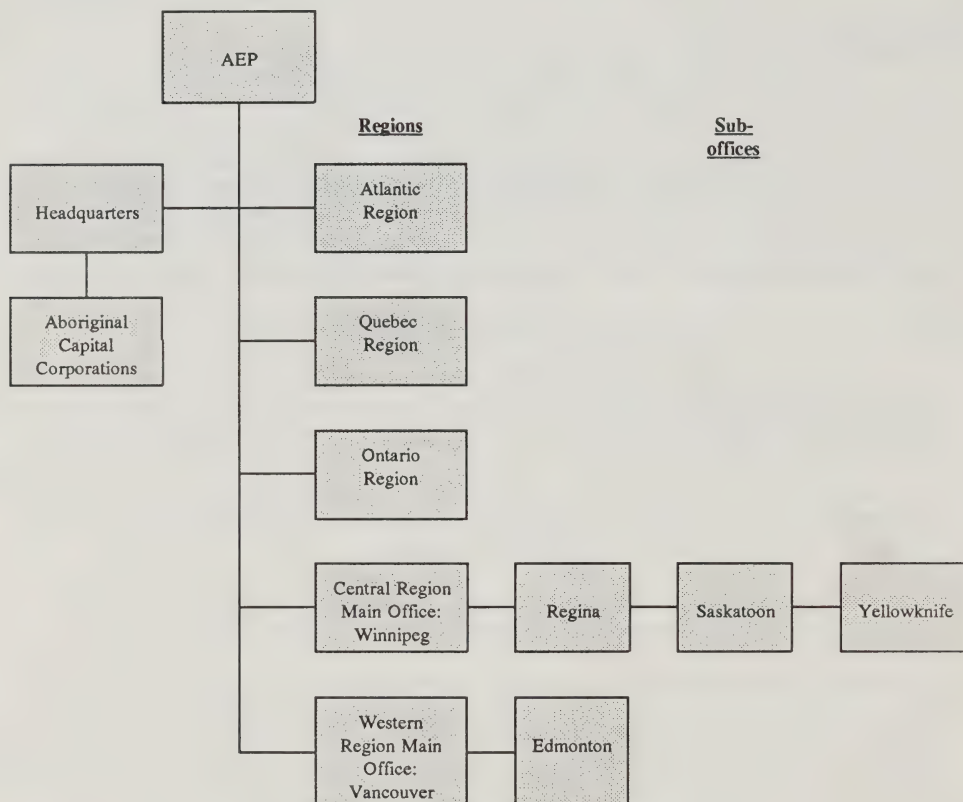 AEP
Regions
Sub-
offices
Headquarters
Atlantic
Region
Aboriginal
Capital
Corporations
Quebec
Region
Ontario
Region
Central Region
Main Office:
Winnipeg
Regina
Saskatoon
Yellowknife
Western
Region Main
Office:
Vancouver
Edmonton